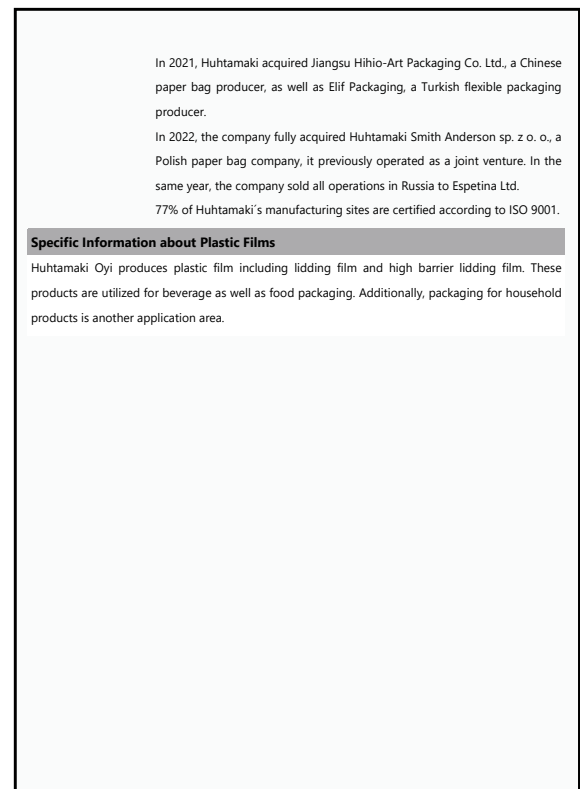 In 2021, Huhtamaki acquired Jiangsu Hihio-Art Packaging Co. Ltd., a Chinese
paper bag producer, as well as Elif Packaging, a Turkish flexible packaging
producer.
In 2022, the company fully acquired Huhtamaki Smith Anderson sp. z o. o., a
Polish paper bag company, it previously operated as a joint venture. In the
same year, the company sold all operations in Russia to Espetina Ltd.
77% of Huhtamaki´s manufacturing sites are certified according to ISO 9001.
Specific Information about Plastic Films
Huhtamaki Oyi produces plastic film including lidding film and high barrier lidding film. These
products are utilized for beverage as well as food packaging. Additionally, packaging for household
products is another application area.